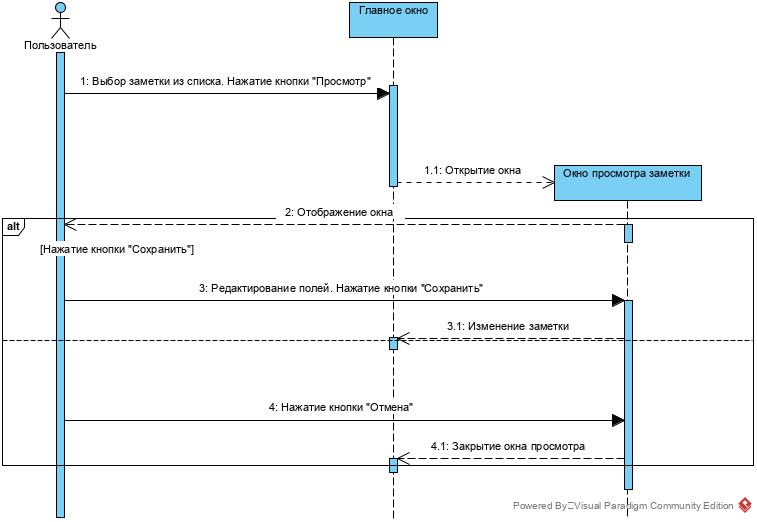 Главное окно
Пользователь
1: Выбор заметки из списка. Нажатие кнопки "Просмотр"
1.1: Открытие окна
Окно просмотра заметки
2: Отображение окна
alt
[Нажатие кнопки "Сохранить"]
3: Редактирование полей. Нажатие кнопки "Сохранить"
3.1: Изменение заметки
4: Нажатие кнопки "Отмена"
4.1: Закрытие окна просмотра
Powered By Visual Paradigm Community Edition